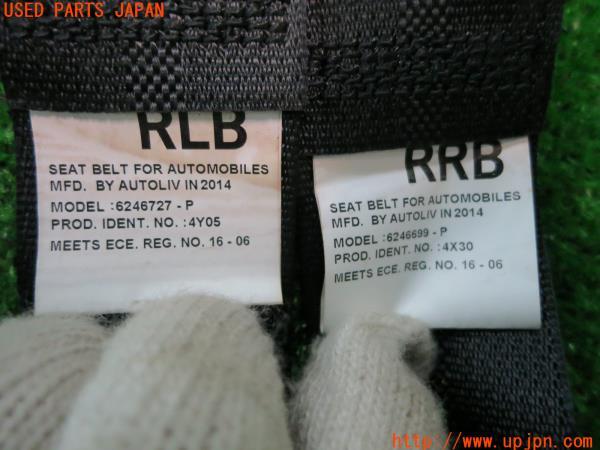 USED PARTS JAPAN
RLB
SEAT BELT FOR AUTOMOBILES
MFD. BY AUTOLIV IN 2014
MODEL :6246727 - P
PROD. IDENT. NO. :4Y05
MEETS ECE. REG. NO. 16 - 06
RRB
SEAT BELT FOR AUTOMOBILES
MFD. BY AUTOLIV IN 2014
MODEL :6246699 - P
PROD. IDENT. NO. :4X30
MEETS ECE. REG. NO. 16 - 06
http://www.upjpn.com/